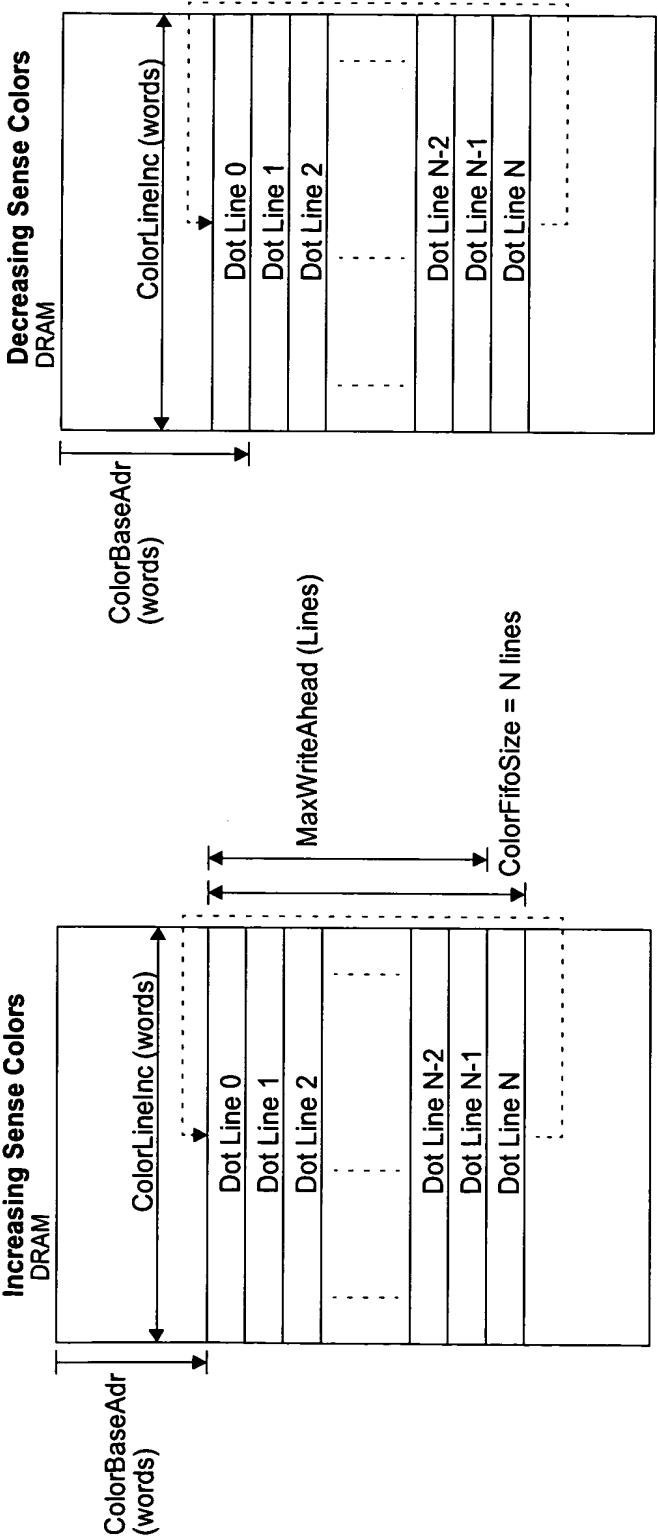 Increasing Sense Colors
DRAM
ColorBaseAdr
(words)
ColorLineInc (words)
Dot Line 0
Dot Line 1
Dot Line 2
Dot Line N-2
Dot Line N-1
Dot Line N
MaxWriteAhead (Lines)
ColorFifoSize = N lines
Decreasing Sense Colors
DRAM
ColorBaseAdr
(words)
ColorLineInc (words)
Dot Line 0
Dot Line 1
Dot Line 2
Dot Line N-2
Dot Line N-1
Dot Line N